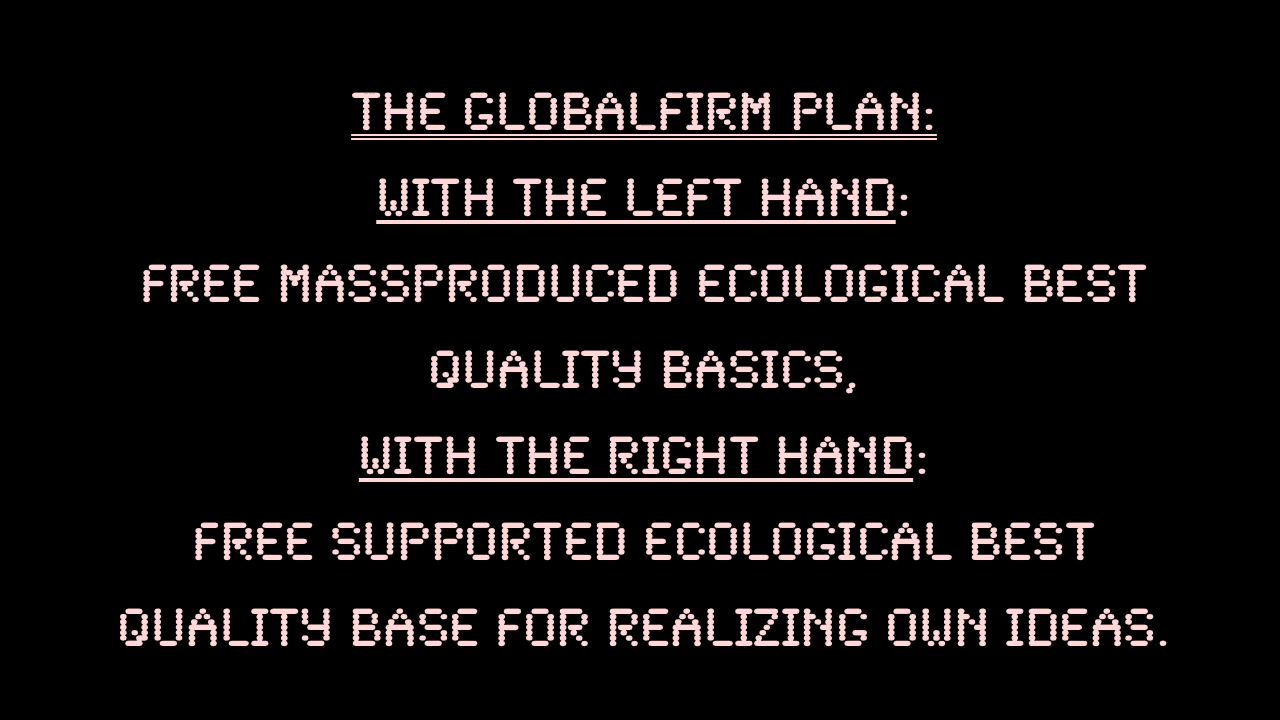 THE GLOBALFIRM PLAN:
WITH THE LEFT HAND:
FREE MASSPRODUCED ECOLOGICAL BEST
QUALITY BASICS,
WITH THE RIGHT HAND:
FREE SUPPORTED ECOLOGICAL BEST
QUALITY BASE FOR REALIZING OWN IDEAS.